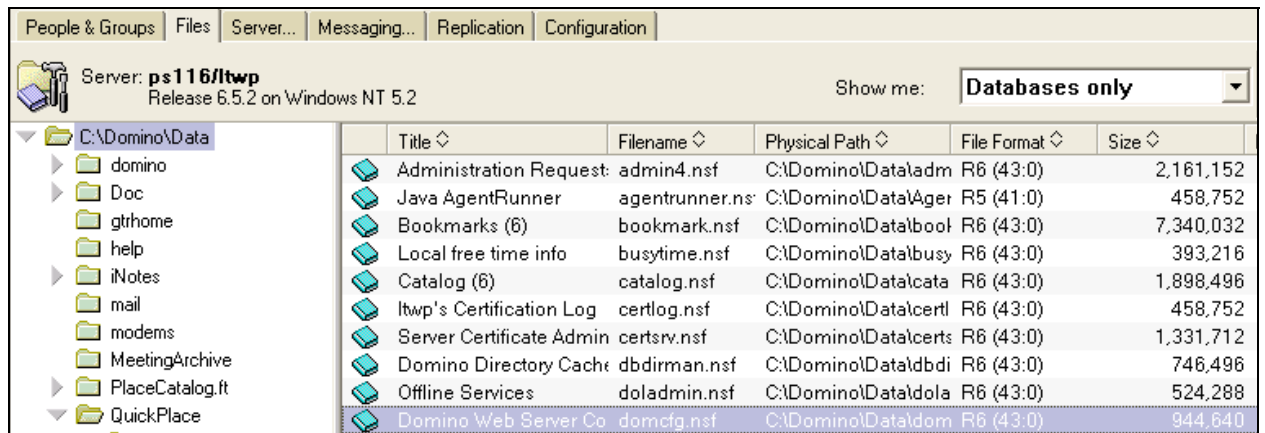 People & Groups Files Server... Messaging... Replication Configuration
Server: ps116/ltwp
Release 6.5.2 on Windows NT 5.2
Show me: Databases only
C:\Domino\Data
domino
Doc
gtrhome
help
iNotes
mail
modems
MeetingArchive
PlaceCatalog.ft
QuickPlace
Title Filename Physical Path File Format Size
Administration Request: admin4.nsf C:\Domino\Data\adm R6 (43:0) 2,161,152
Java AgentRunner agentrunner.ns C:\Domino\Data\Ager R5 (41:0) 458,752
Bookmarks (6) bookmark.nsf C:\Domino\Data\bool R6 (43:0) 7,340,032
Local free time info busytime.nsf C:\Domino\Data\busy R6 (43:0) 393,216
Catalog (6) catalog.nsf C:\Domino\Data\cata R6 (43:0) 1,898,496
ltwp's Certification Log certlog.nsf C:\Domino\Data\certl R6 (43:0) 458,752
Server Certificate Admin certsrv.nsf C:\Domino\Data\certs R6 (43:0) 1,331,712
Domino Directory Cache dbdirman.nsf C:\Domino\Data\dbdi R6 (43:0) 746,496
Offline Services doladmin.nsf C:\Domino\Data\dola R6 (43:0) 524,288
Domino Web Server Co domcfg.nsf C:\Domino\Data\dom R6 (43:0) 944,640